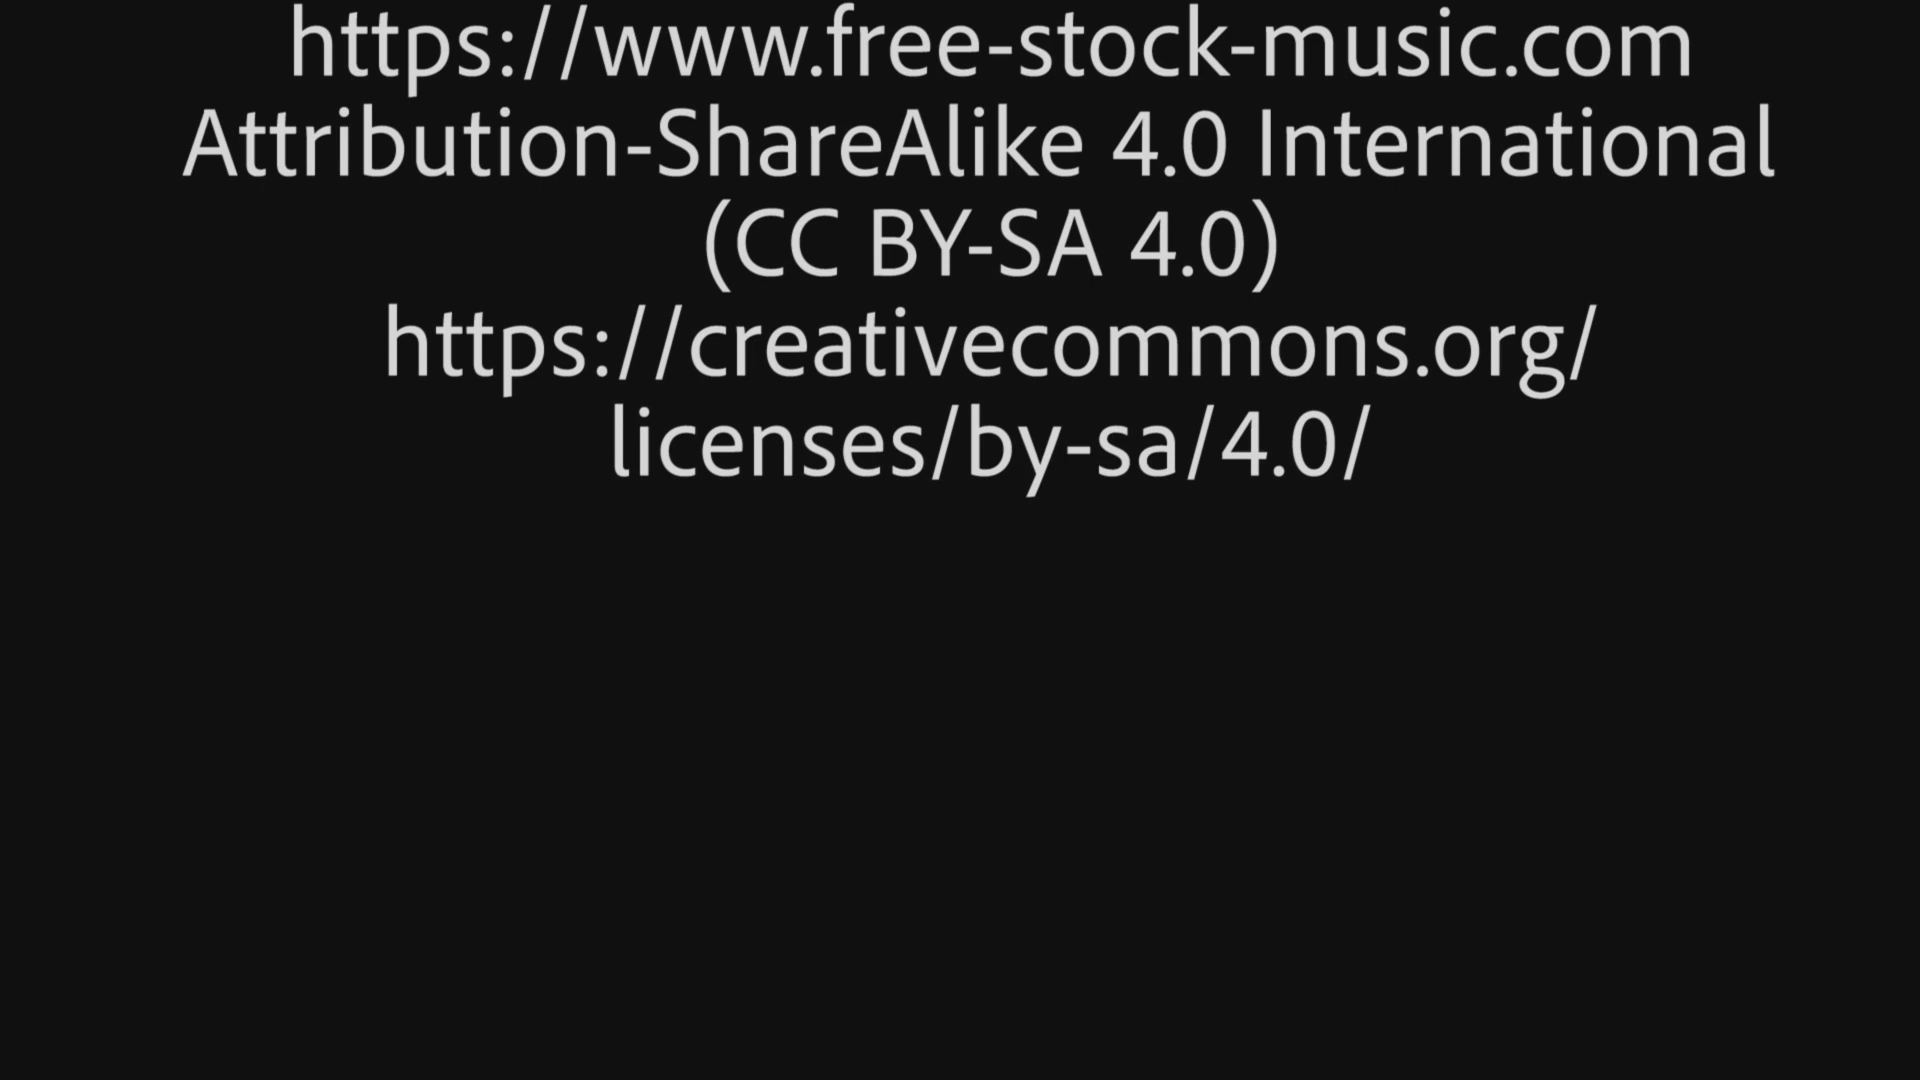 https://www.free-stock-music.com
Attribution-ShareAlike 4.0 International
(CC BY-SA 4.0)
https://creativecommons.org/
licenses/by-sa/4.0/